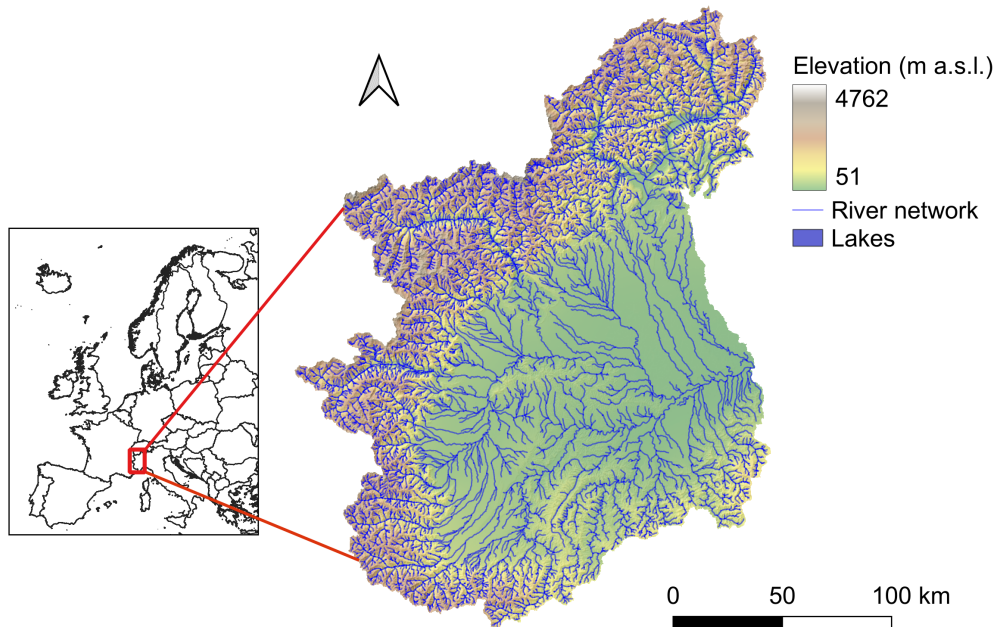 Elevation (m a.s.l.)
4762
51
River network
Lakes
0 50 100 km